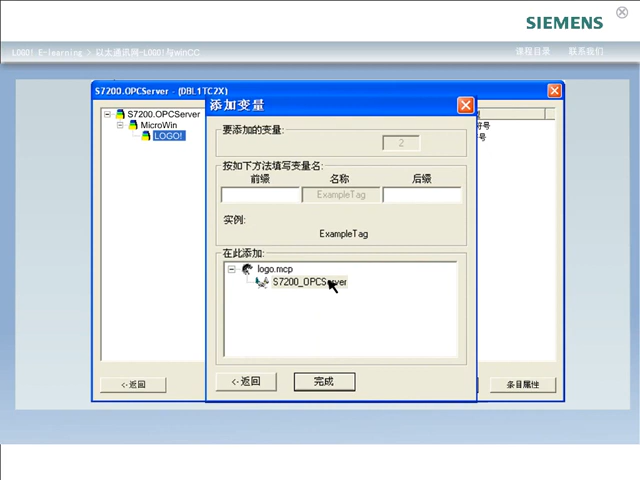 SIEMENS
LOGO! E-learning > 以太通讯网-LOGO!与winCC
课程目录 联系我们
S7200.OPCServer - (DBL1TC2X)
添加变量
S7200.OPCServer
MicroWin
LOGO!
要添加的变量:
2
按如下方法填写变量名:
前缀 名称 后缀
ExampleTag
实例:
ExampleTag
在此添加:
logo.mcp
S7200_OPCServer
<-返回
<-返回
完成
条目属性